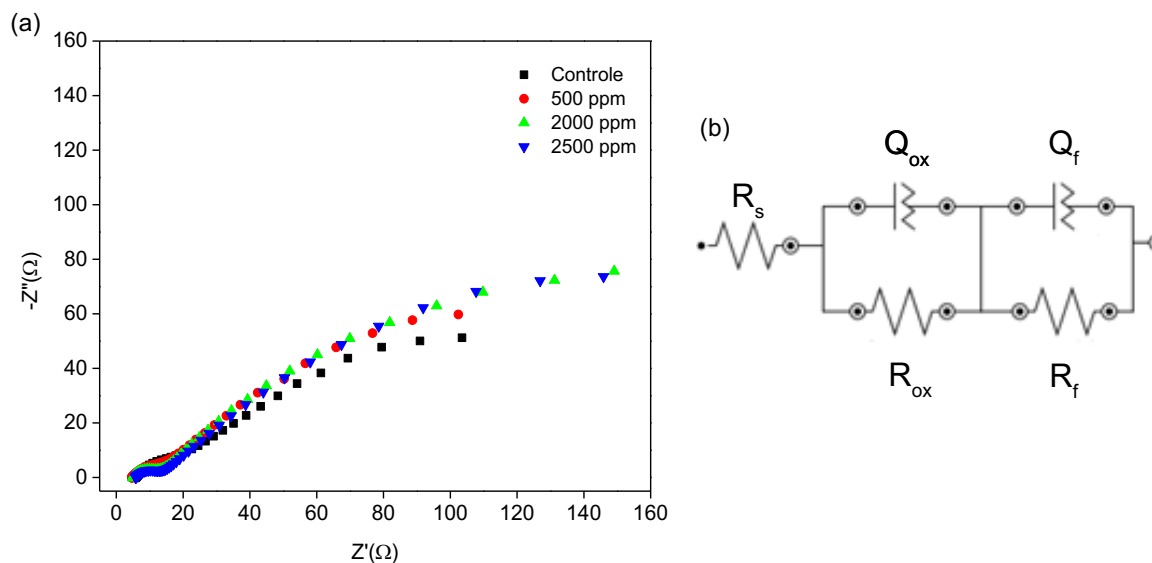 (a)
160
140
120
100
80
60
40
20
0
-Z"(Ω)
0 20 40 60 80 100 120 140 160
Z'(Ω)
Controle
500 ppm
2000 ppm
2500 ppm
(b)
Q_ox Q_f
R_s
R_ox R_f